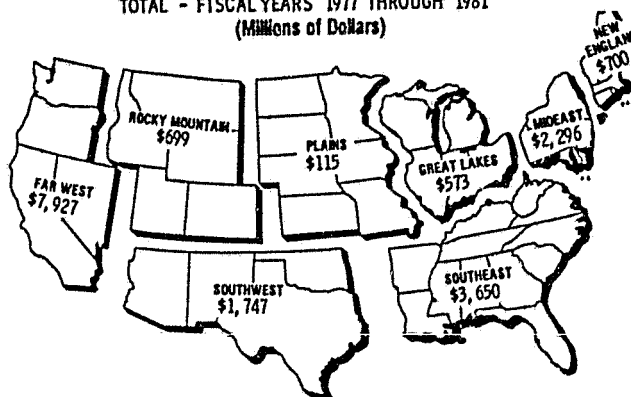 TOTAL - FISCAL YEARS 1977 THROUGH 1981
(Millions of Dollars)
NEW
ENGLAND
$700
ROCKY MOUNTAIN
$699
PLAINS
$115
MIDEAST
$2,296
GREAT LAKES
$573
FAR WEST
$7,927
SOUTHWEST
$1,747
SOUTHEAST
$3,650